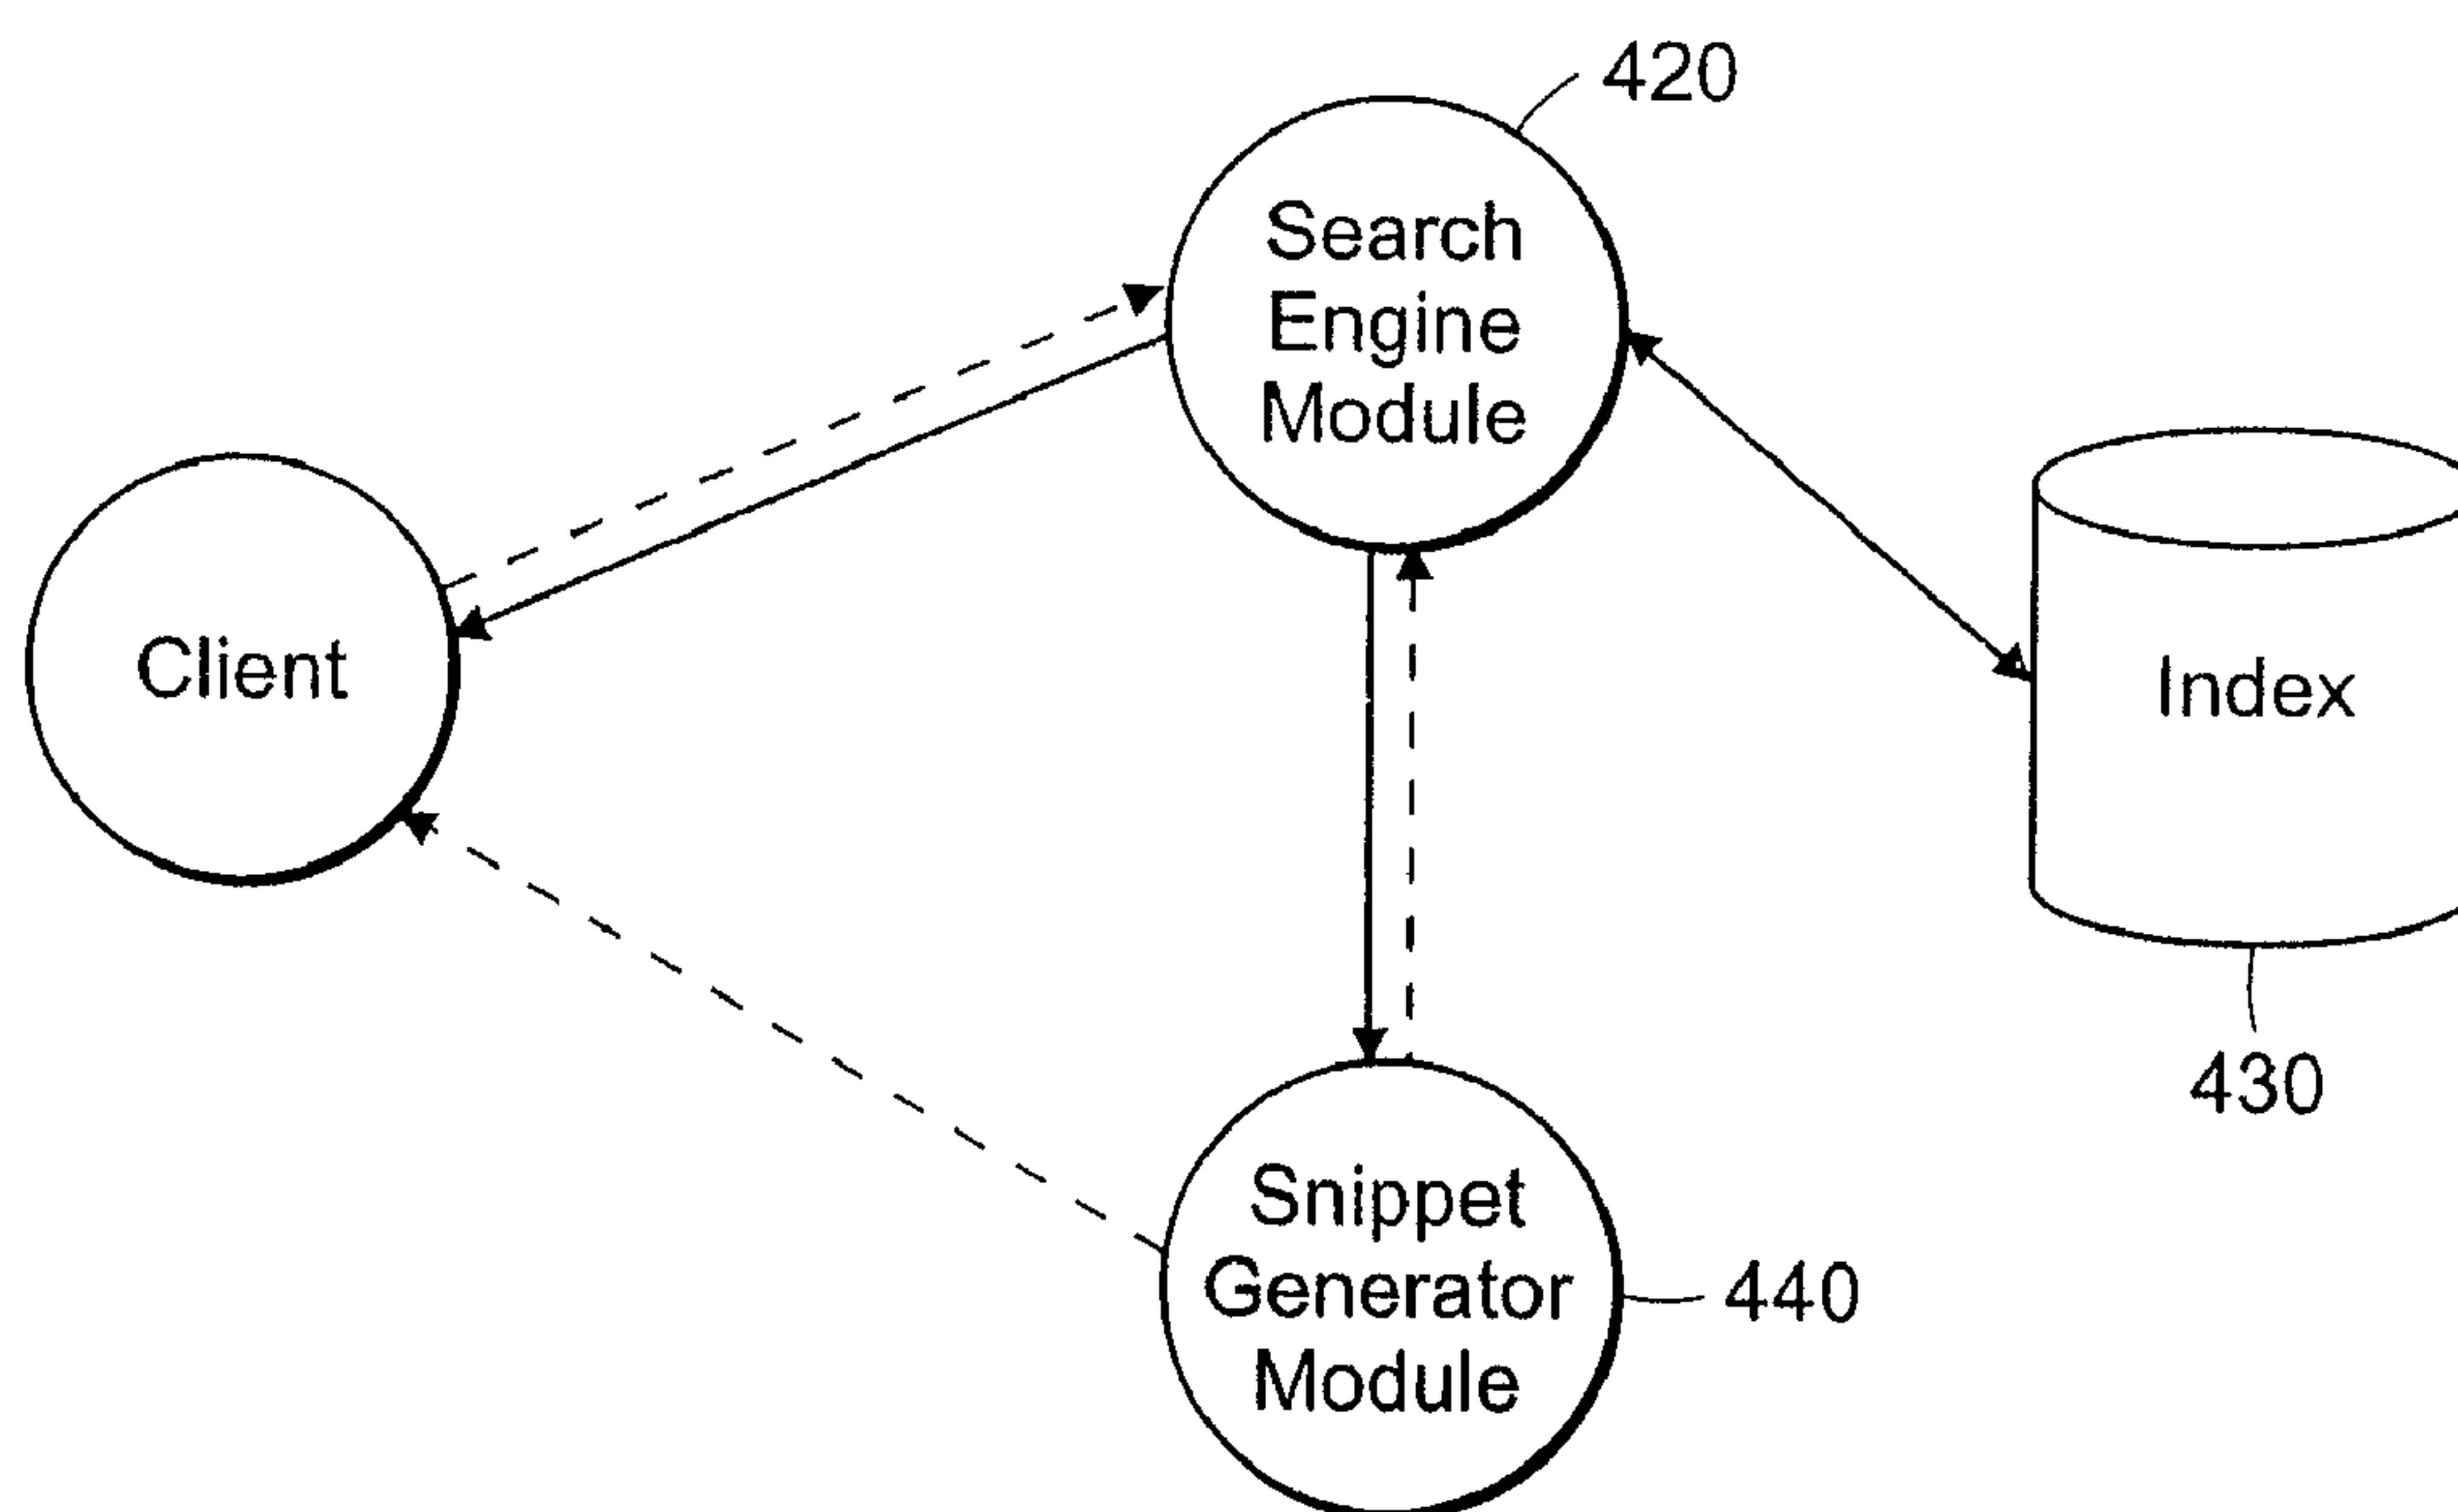 420
Search
Engine
Module
Client
Index
430
Snippet
Generator
Module
440